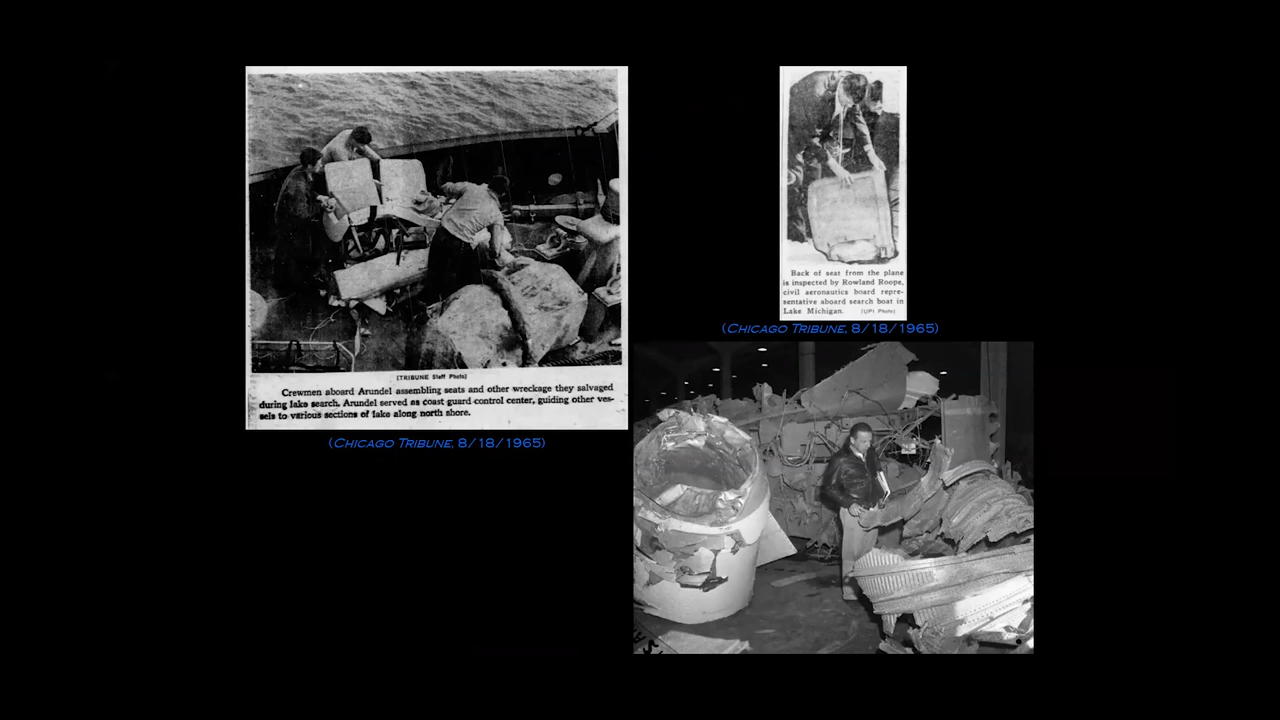 [TRIBUNE Staff Photo]
Crewmen aboard Arundel assembling seats and other wreckage they salvaged
during lake search. Arundel served as coast guard control center, guiding other ves-
sels to various sections of lake along north shore.
(CHICAGO TRIBUNE, 8/18/1965)
Back of seat from the plane
is inspected by Rowland Roope,
civil aeronautics board repre-
sentative aboard search boat in
Lake Michigan. [UPI Photo]
(CHICAGO TRIBUNE, 8/18/1965)